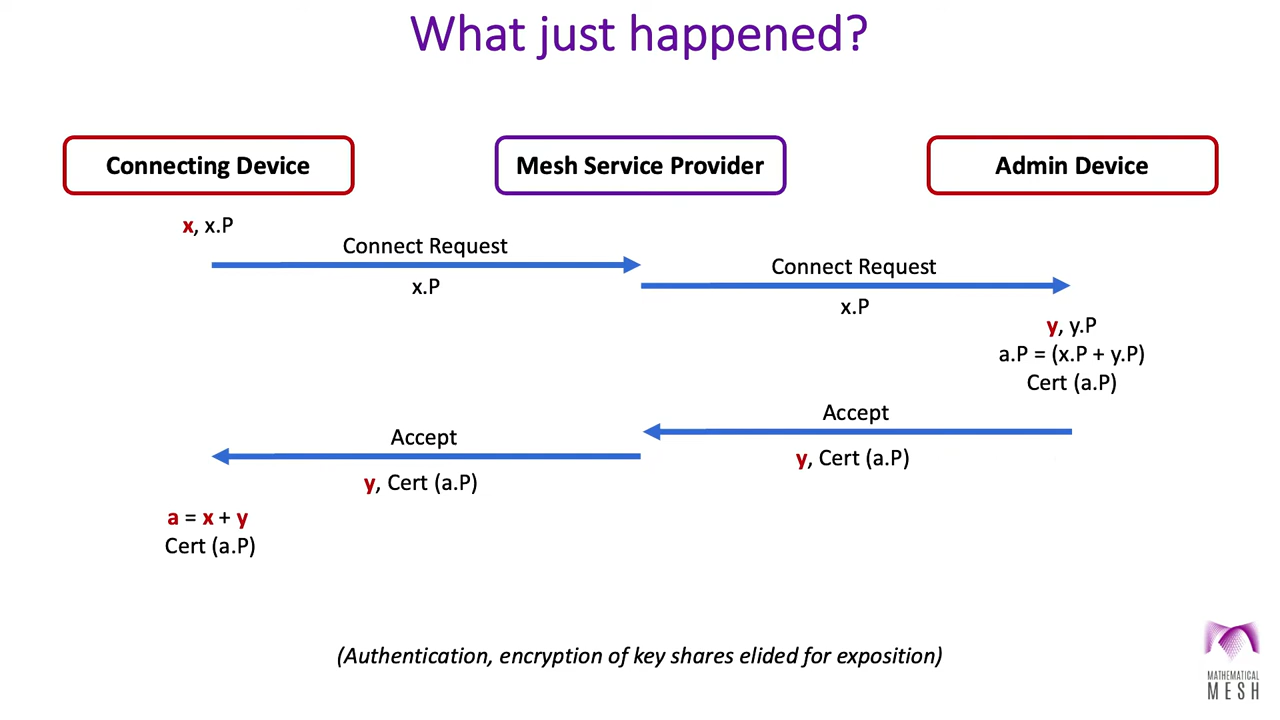 What just happened?
Connecting Device
Mesh Service Provider
Admin Device
x, x.P
Connect Request
x.P
Connect Request
x.P
y, y.P
a.P = (x.P + y.P)
Cert (a.P)
Accept
y, Cert (a.P)
Accept
y, Cert (a.P)
a = x + y
Cert (a.P)
(Authentication, encryption of key shares elided for exposition)
MATHEMATICAL
MESH